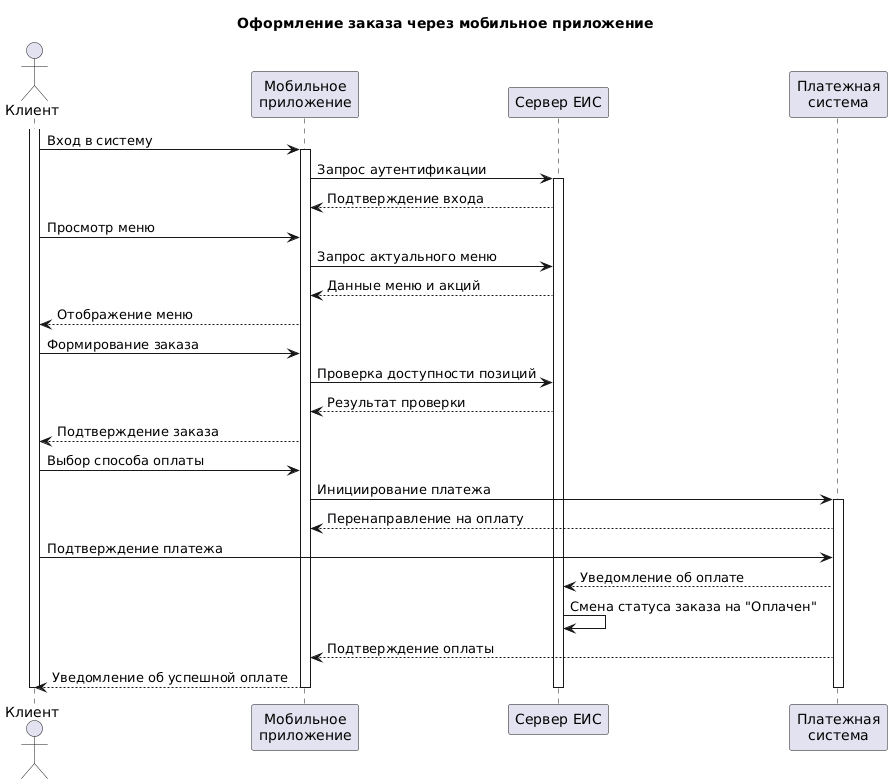 Оформление заказа через мобильное приложение
Клиент
Мобильное
приложение
Сервер ЕИС
Платежная
система
Вход в систему
Запрос аутентификации
Подтверждение входа
Просмотр меню
Запрос актуального меню
Данные меню и акций
Отображение меню
Формирование заказа
Проверка доступности позиций
Результат проверки
Подтверждение заказа
Выбор способа оплаты
Инициирование платежа
Перенаправление на оплату
Подтверждение платежа
Уведомление об оплате
Смена статуса заказа на "Оплачен"
Подтверждение оплаты
Уведомление об успешной оплате
Клиент
Мобильное
приложение
Сервер ЕИС
Платежная
система